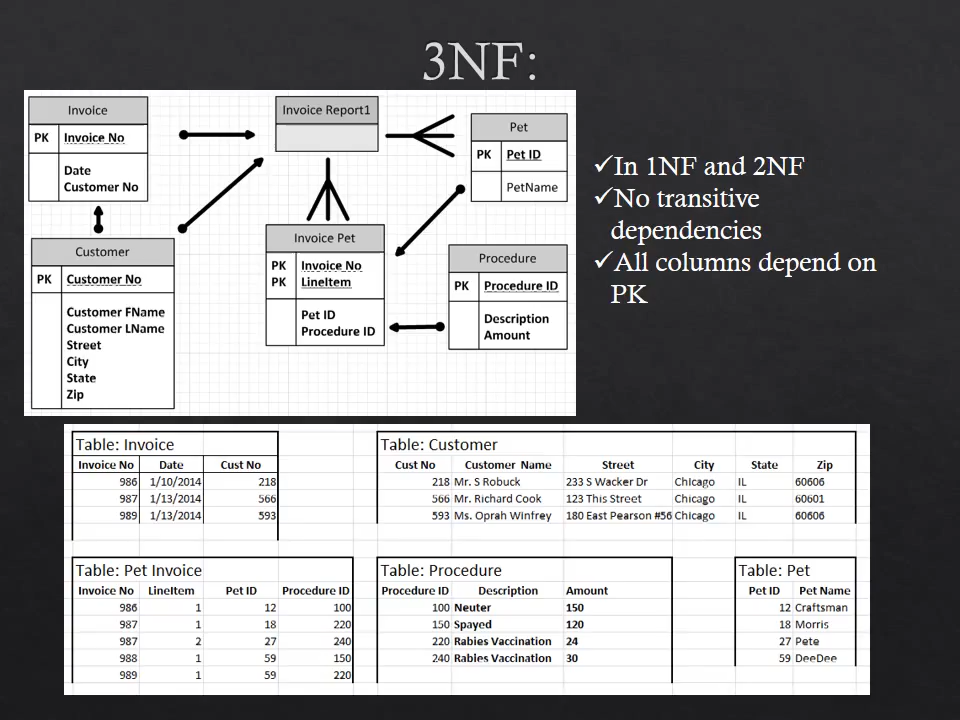 3NF:
Invoice
PK Invoice No
Date
Customer No
Invoice Report1
Pet
PK Pet ID
PetName
Customer
PK Customer No
Customer FName
Customer LName
Street
City
State
Zip
Invoice Pet
PK Invoice No
PK LineItem
Pet ID
Procedure ID
Procedure
PK Procedure ID
Description
Amount
✓In 1NF and 2NF
✓No transitive
dependencies
✓All columns depend on
PK
Table: Invoice
Invoice No Date Cust No
986 1/10/2014 218
987 1/13/2014 566
989 1/13/2014 593
Table: Customer
Cust No Customer Name Street City State Zip
218 Mr. S Robuck 233 S Wacker Dr Chicago IL 60606
566 Mr. Richard Cook 123 This Street Chicago IL 60601
593 Ms. Oprah Winfrey 180 East Pearson #56 Chicago IL 60606
Table: Pet Invoice
Invoice No LineItem Pet ID Procedure ID
986 1 12 100
987 1 18 220
987 2 27 240
988 1 59 150
989 1 59 220
Table: Procedure
Procedure ID Description Amount
100 Neuter 150
150 Spayed 120
220 Rabies Vaccination 24
240 Rabies Vaccination 30
Table: Pet
Pet ID Pet Name
12 Craftsman
18 Morris
27 Pete
59 DeeDee